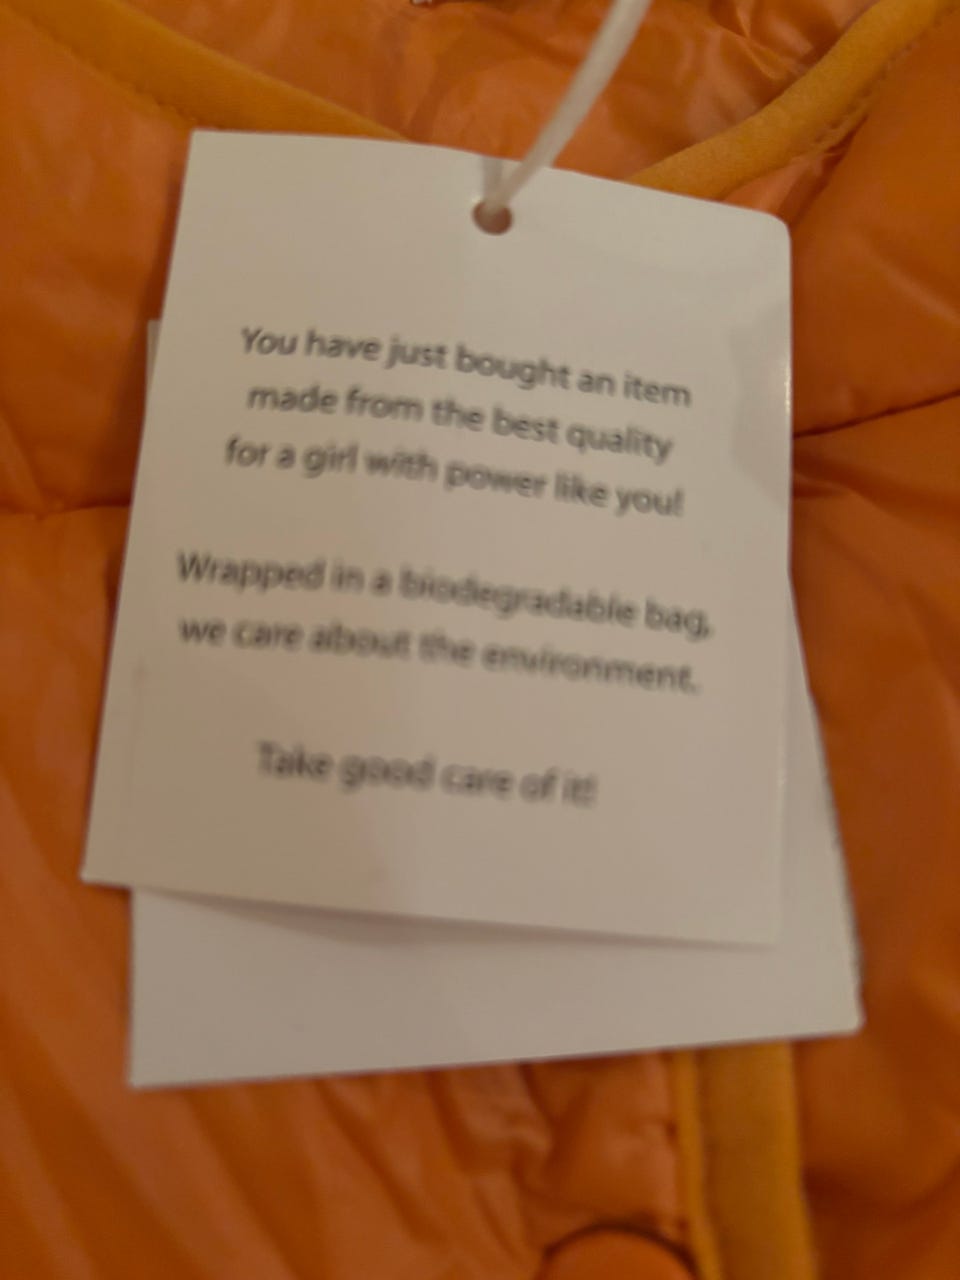 You have just bought an item
made from the best quality
for a girl with power like you!
Wrapped in a biodegradable bag,
we care about the environment.
Take good care of it!